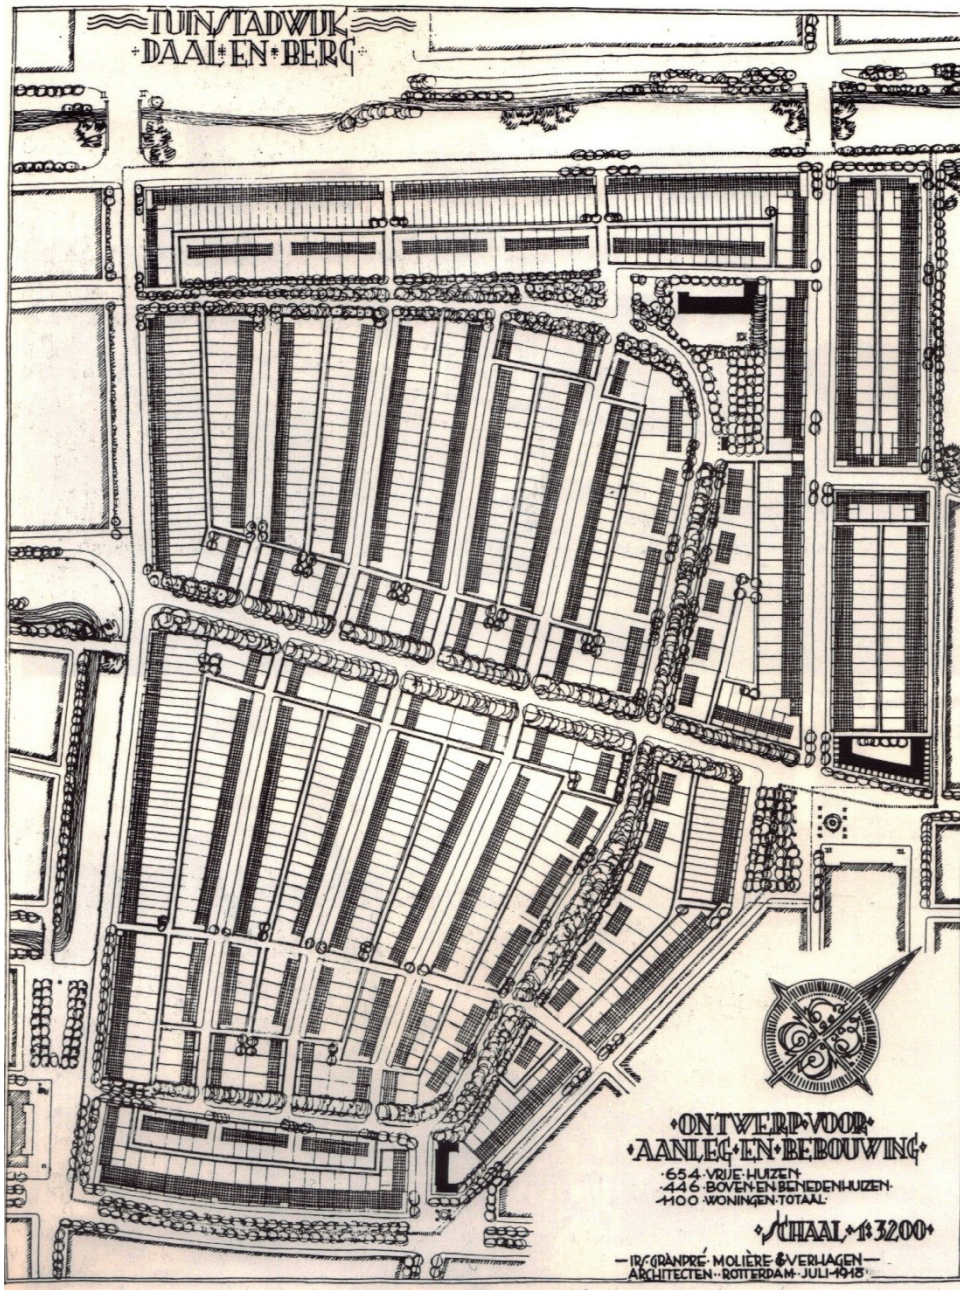 TUINSTADWIJK
DAAL·EN·BERG
·ONTWERP·VOOR·
·AANLEG·EN·BEBOUWING·
·654·VRIJE·HUIZEN·
·446·BOVEN·EN·BENEDENHUIZEN·
·1100·WONINGEN·TOTAAL·
·SCHAAL·1:3200·
—IRS·GRANPRÉ·MOLIÈRE·&VERHAGEN—
ARCHITECTEN··ROTTERDAM·JULI·1918·